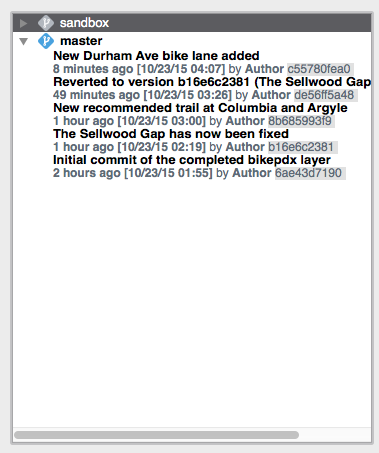 sandbox
master
New Durham Ave bike lane added
8 minutes ago [10/23/15 04:07] by Author c55780fea0
Reverted to version b16e6c2381 (The Sellwood Gap
49 minutes ago [10/23/15 03:26] by Author de56ff5a48
New recommended trail at Columbia and Argyle
1 hour ago [10/23/15 03:00] by Author 8b685993f9
The Sellwood Gap has now been fixed
1 hour ago [10/23/15 02:19] by Author b16e6c2381
Initial commit of the completed bikepdx layer
2 hours ago [10/23/15 01:55] by Author 6ae43d7190